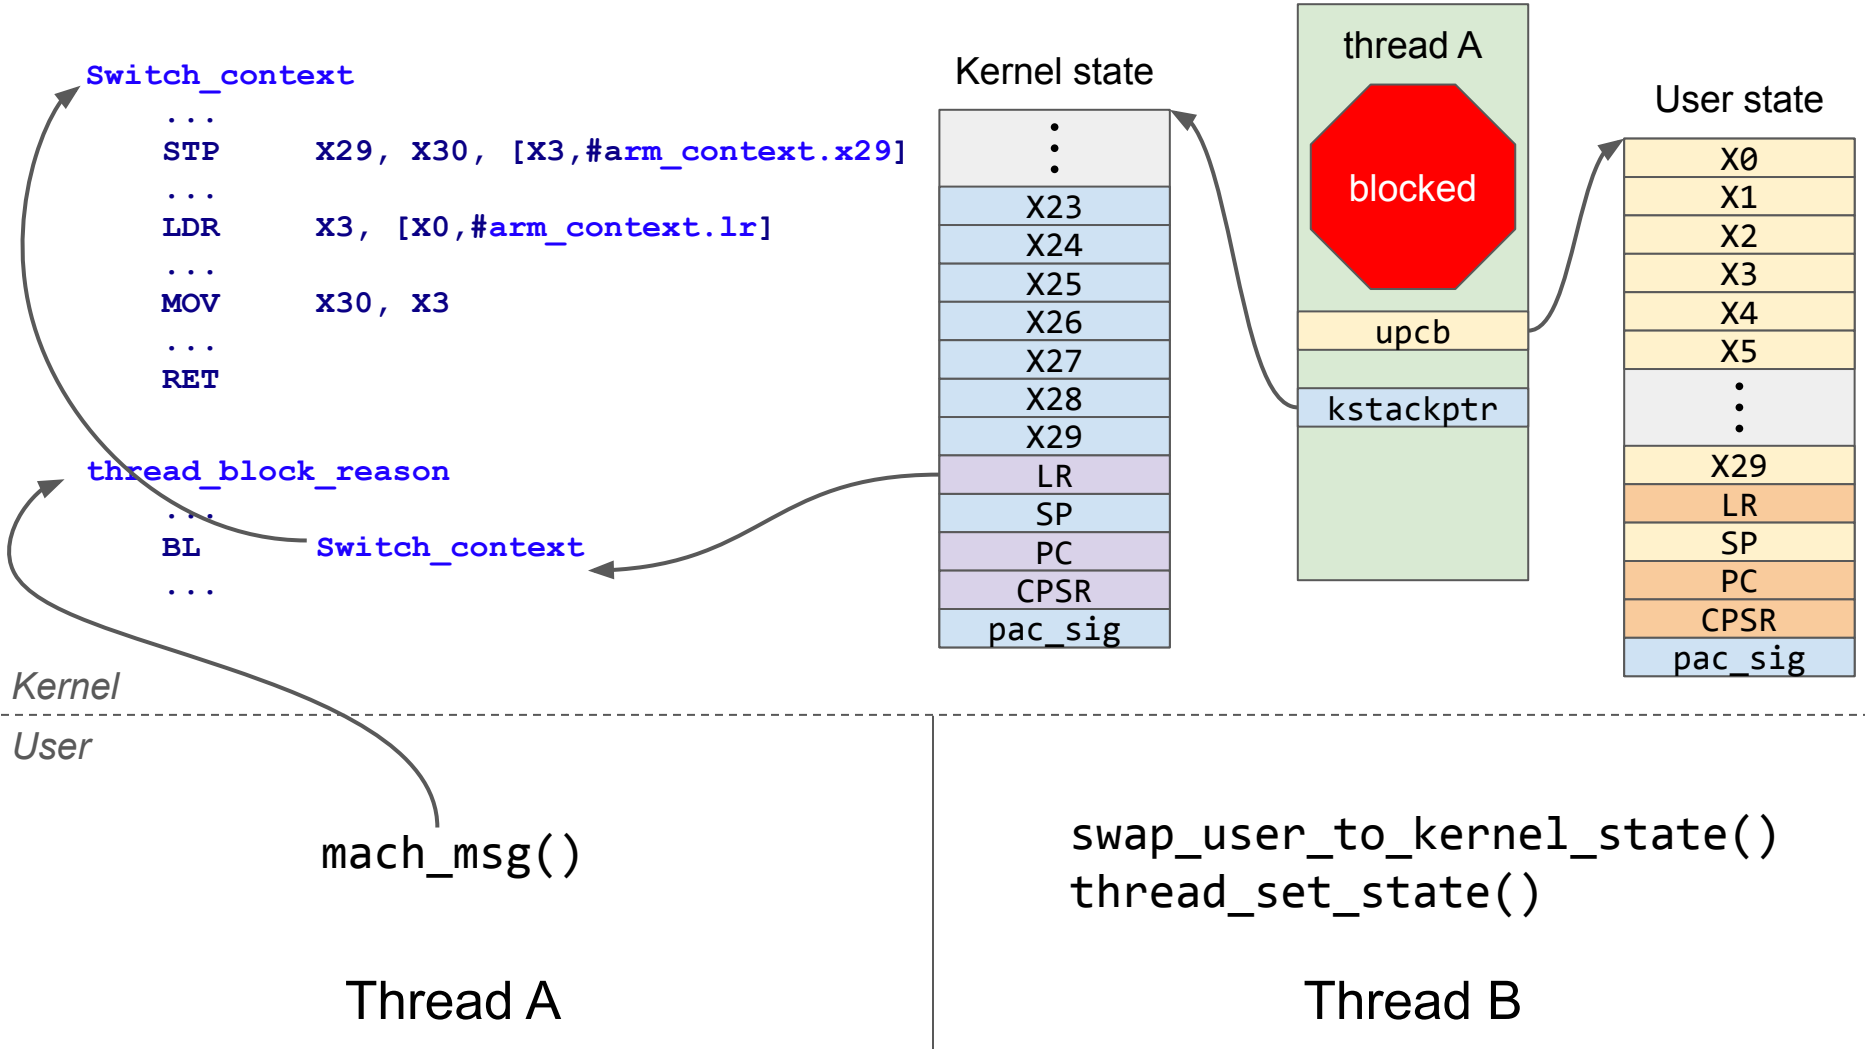 Switch_context
...
STP X29, X30, [X3,#arm_context.x29]
...
LDR X3, [X0,#arm_context.lr]
...
MOV X30, X3
...
RET
thread_block_reason
...
BL Switch_context
...
Kernel state
X23
X24
X25
X26
X27
X28
X29
LR
SP
PC
CPSR
pac_sig
thread A
blocked
upcb
kstackptr
User state
X0
X1
X2
X3
X4
X5
X29
LR
SP
PC
CPSR
pac_sig
Kernel
User
mach_msg()
Thread A
swap_user_to_kernel_state()
thread_set_state()
Thread B